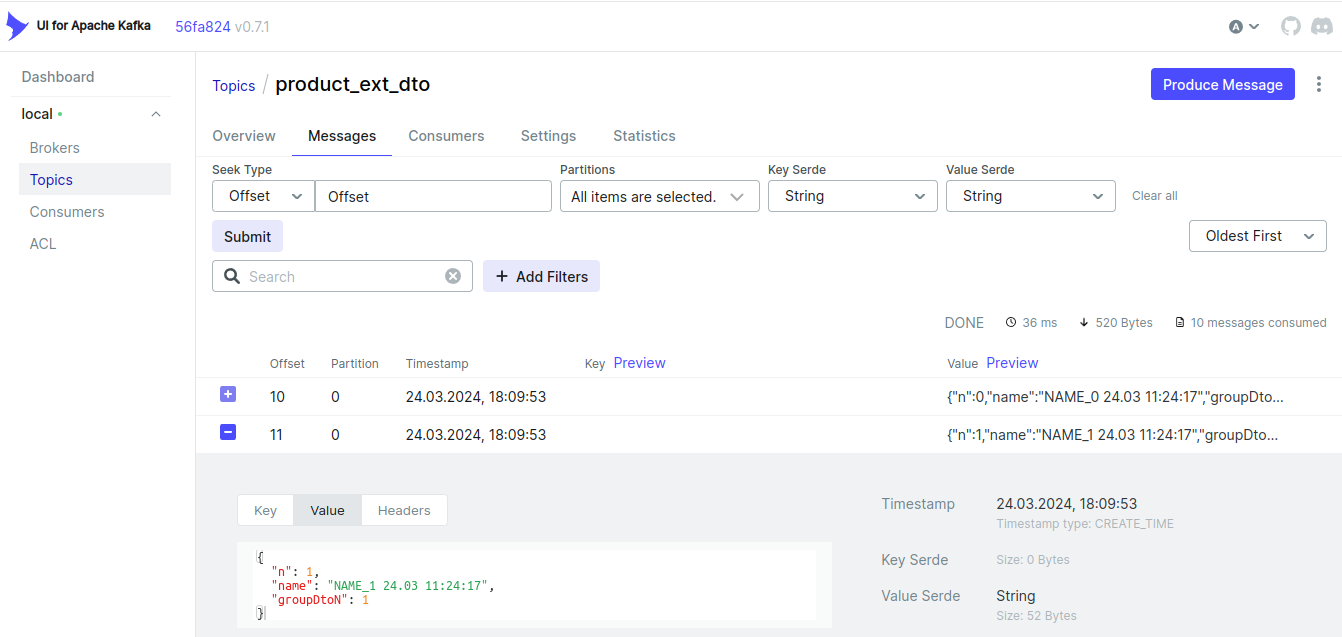 UI for Apache Kafka 56fa824 v0.7.1 A
Dashboard
local
Brokers
Topics
Consumers
ACL
Topics / product_ext_dto Produce Message
Overview Messages Consumers Settings Statistics
Seek Type Partitions Key Serde Value Serde
Offset Offset All items are selected. String String Clear all
Submit Oldest First
Search + Add Filters
DONE 36 ms 520 Bytes 10 messages consumed
Offset Partition Timestamp Key Preview Value Preview
10 0 24.03.2024, 18:09:53 {"n":0,"name":"NAME_0 24.03 11:24:17","groupDto...
11 0 24.03.2024, 18:09:53 {"n":1,"name":"NAME_1 24.03 11:24:17","groupDto...
Key Value Headers
{
"n": 1,
"name": "NAME_1 24.03 11:24:17",
"groupDtoN": 1
}
Timestamp 24.03.2024, 18:09:53
Timestamp type: CREATE_TIME
Key Serde Size: 0 Bytes
Value Serde String
Size: 52 Bytes